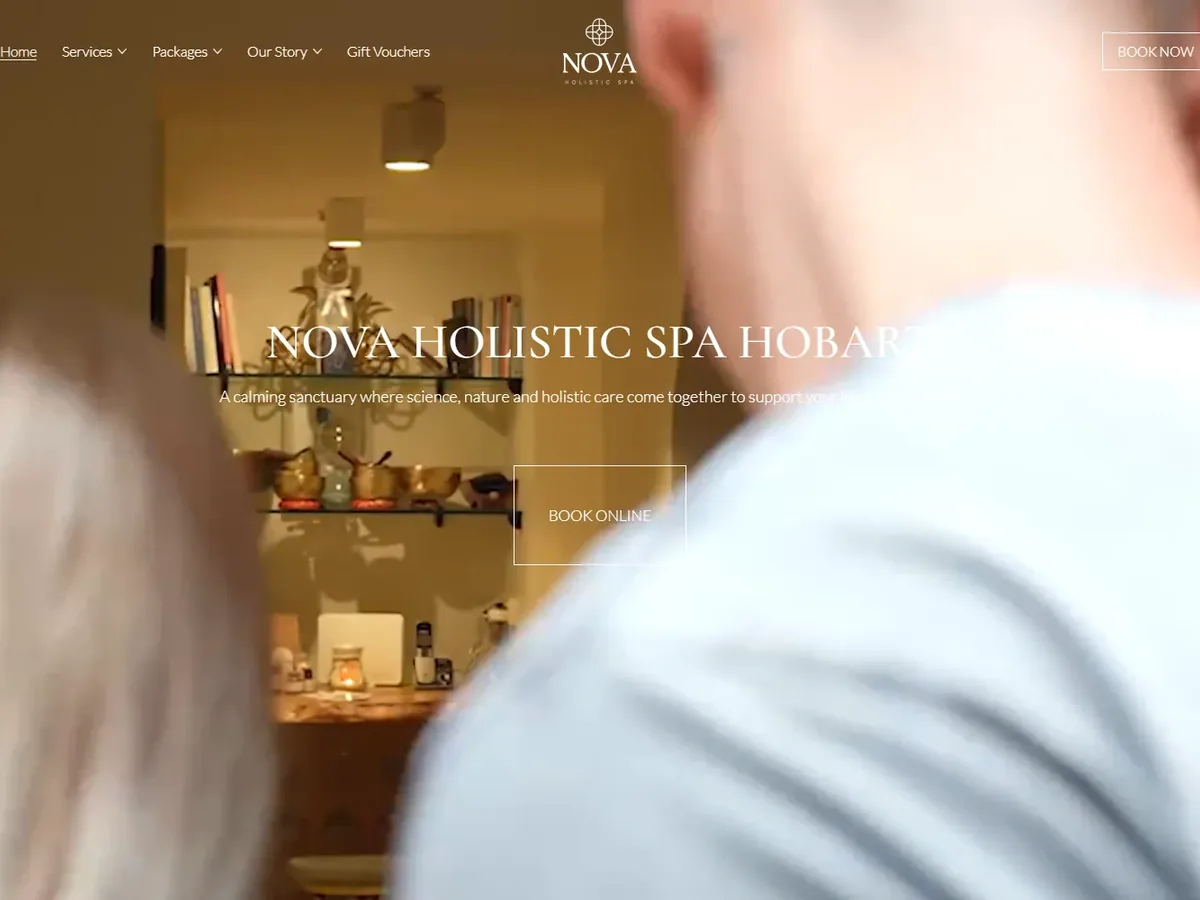 Home Services Packages Our Story Gift Vouchers
NOVA
HOLISTIC SPA
BOOK NOW
NOVA HOLISTIC SPA HOBART
A calming sanctuary where science, nature and holistic care come together to support your
BOOK ONLINE